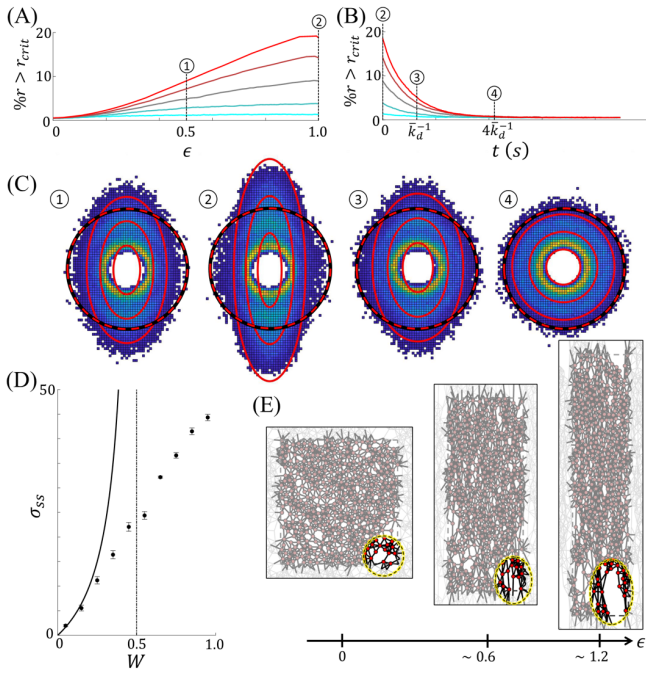 (A)
%r > r_crit
20
10
0
0
0.5
1.0
ϵ
①
②
(B)
%r > r_crit
20
10
0
0
k̄_d⁻¹
4k̄_d⁻¹
t (s)
②
③
④
(C)
①
②
③
④
(D)
σ_ss
50
0
0
0.5
1.0
W
(E)
0
~ 0.6
~ 1.2
ϵ